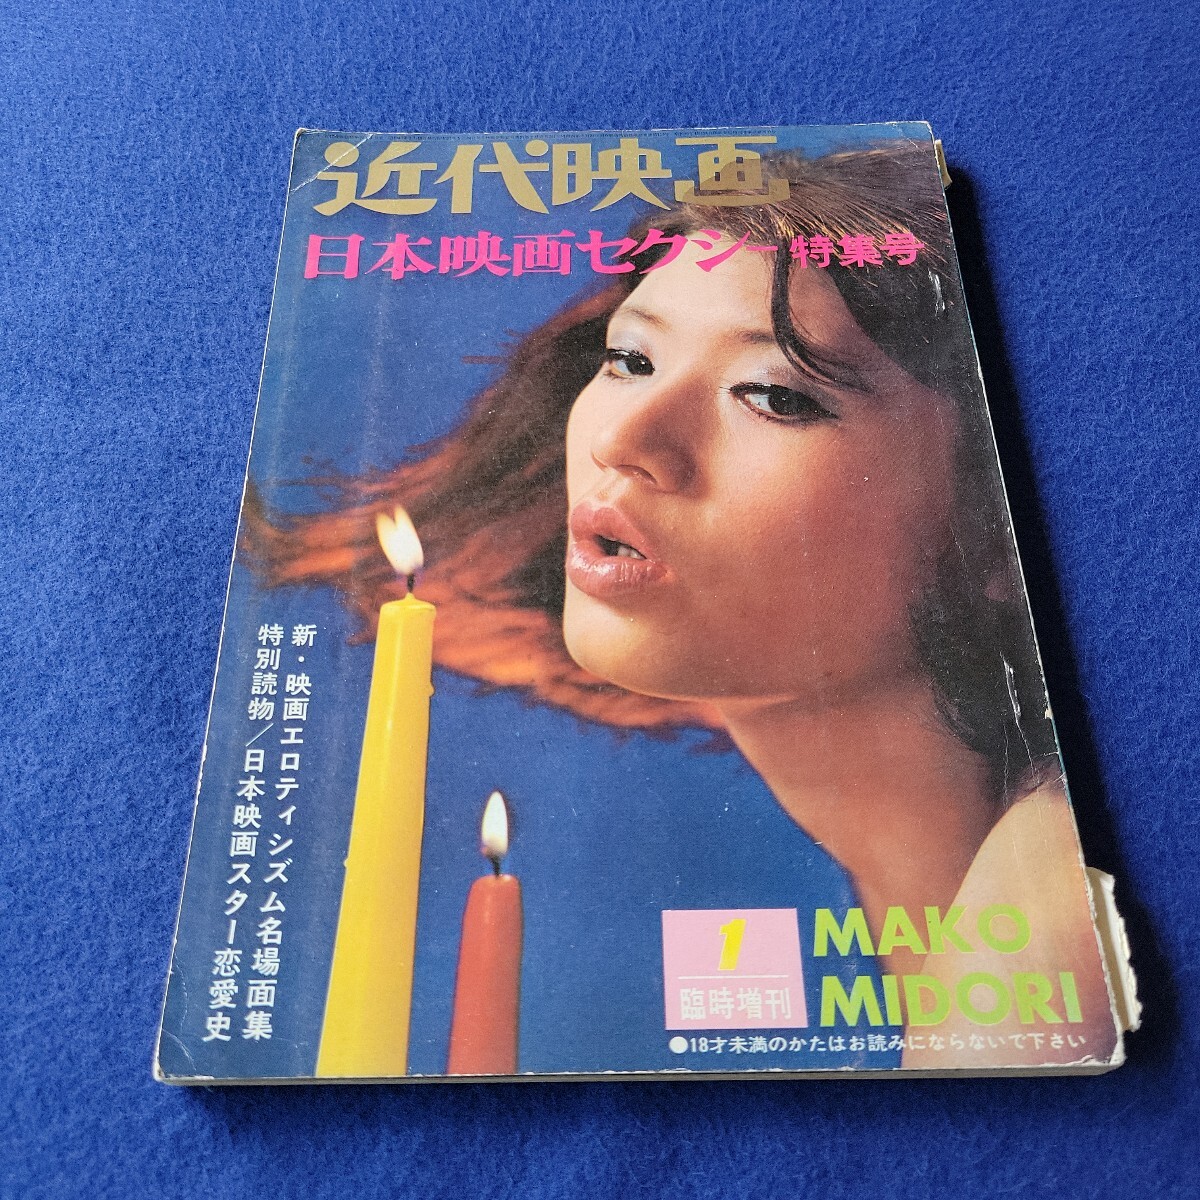 近代映画
日本映画セクシー特集号
新・映画エロティシズム名場面集
特別読物／日本映画スター恋愛史
1
臨時増刊
MAKO
MIDORI
●18才未満のかたはお読みにならないで下さい